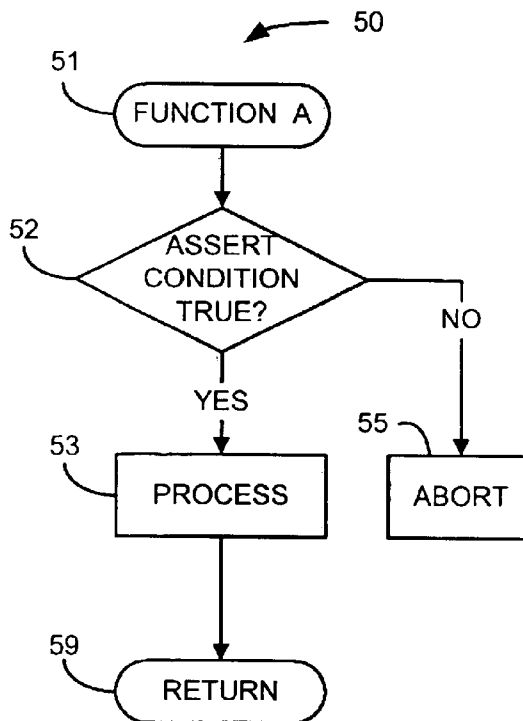 50
51
FUNCTION A
52
ASSERT
CONDITION
TRUE?
NO
YES
53
55
PROCESS
ABORT
59
RETURN